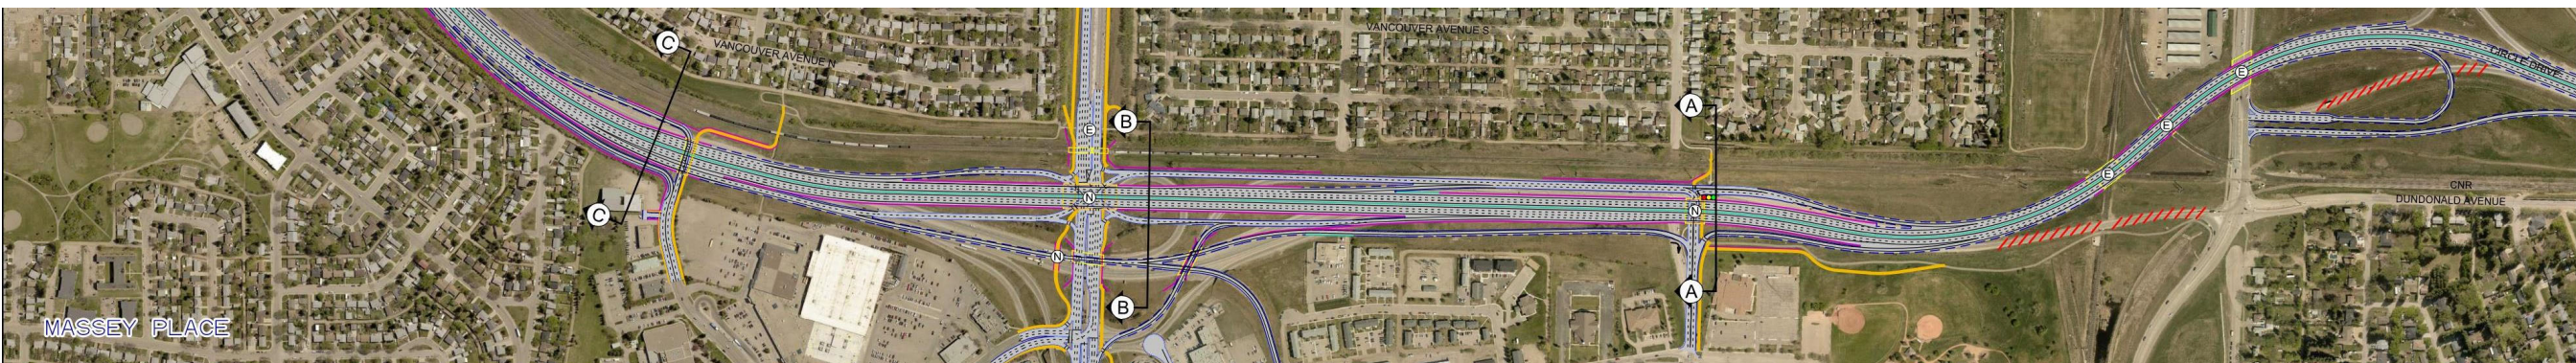 C
VANCOUVER AVENUE N
VANCOUVER AVENUE S
CIRCLE DRIVE
E
A
B
E
E
E
CNR
DUNDONALD AVENUE
N
N
C
N
A
B
MASSEY PLACE